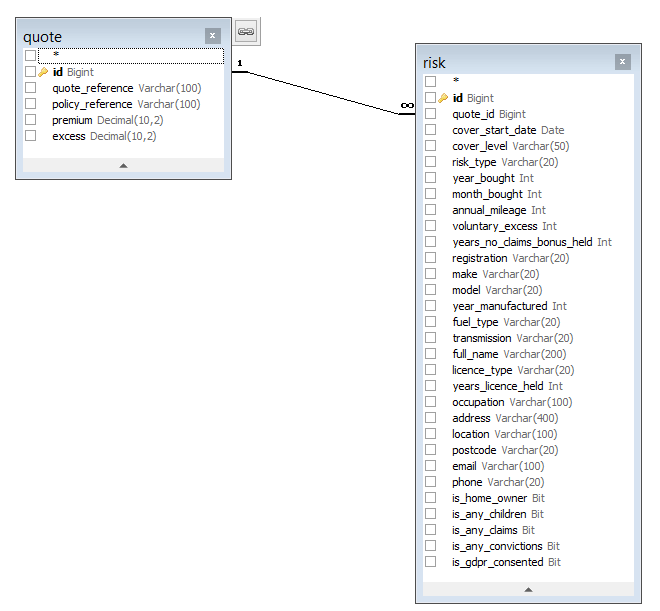 quote
*
id Bigint
quote_reference Varchar(100)
policy_reference Varchar(100)
premium Decimal(10,2)
excess Decimal(10,2)
1
∞
risk
*
id Bigint
quote_id Bigint
cover_start_date Date
cover_level Varchar(50)
risk_type Varchar(20)
year_bought Int
month_bought Int
annual_mileage Int
voluntary_excess Int
years_no_claims_bonus_held Int
registration Varchar(20)
make Varchar(20)
model Varchar(20)
year_manufactured Int
fuel_type Varchar(20)
transmission Varchar(20)
full_name Varchar(200)
licence_type Varchar(20)
years_licence_held Int
occupation Varchar(100)
address Varchar(400)
location Varchar(100)
postcode Varchar(20)
email Varchar(100)
phone Varchar(20)
is_home_owner Bit
is_any_children Bit
is_any_claims Bit
is_any_convictions Bit
is_gdpr_consented Bit